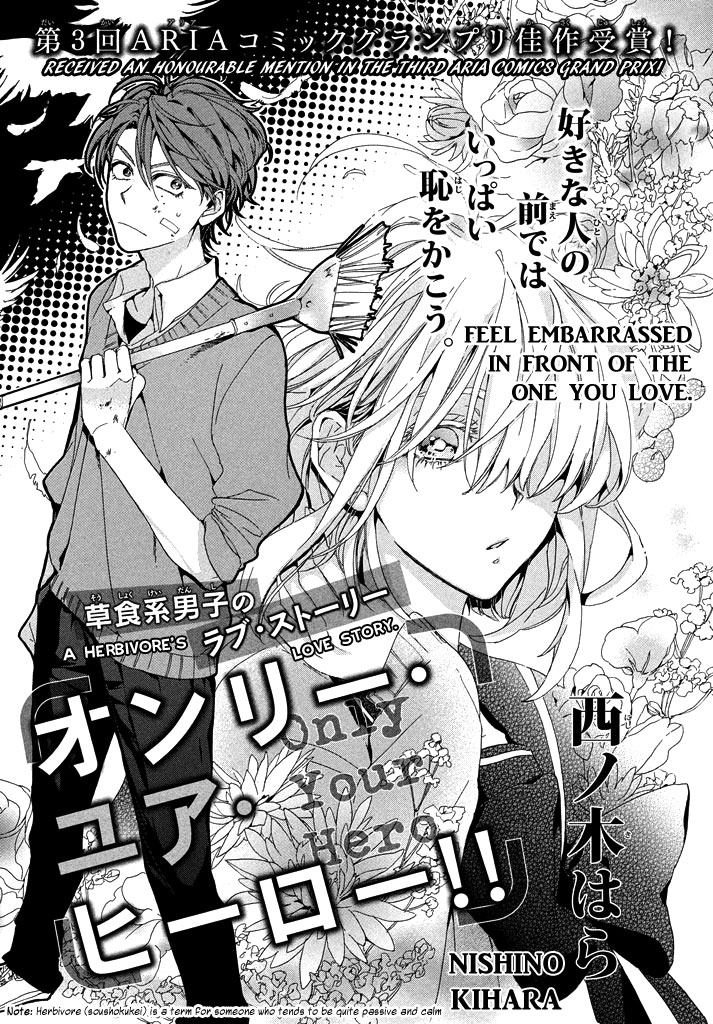 第3回ARIAコミックグランプリ佳作受賞!
RECEIVED AN HONOURABLE MENTION IN THE THIRD ARIA COMICS GRAND PRIX!
好きな人の
前では
いっぱい
恥をかこう。
FEEL EMBARRASSED
IN FRONT OF THE
ONE YOU LOVE.
草食系男子の
ラブ・ストーリー
A HERBIVORE'S LOVE STORY.
オンリー・
ユア・
ヒーロー!!
Only
Your
Hero
西ノ木はら
NISHINO
KIHARA
Note: Herbivore (soushokukei) is a term for someone who tends to be quite passive and calm